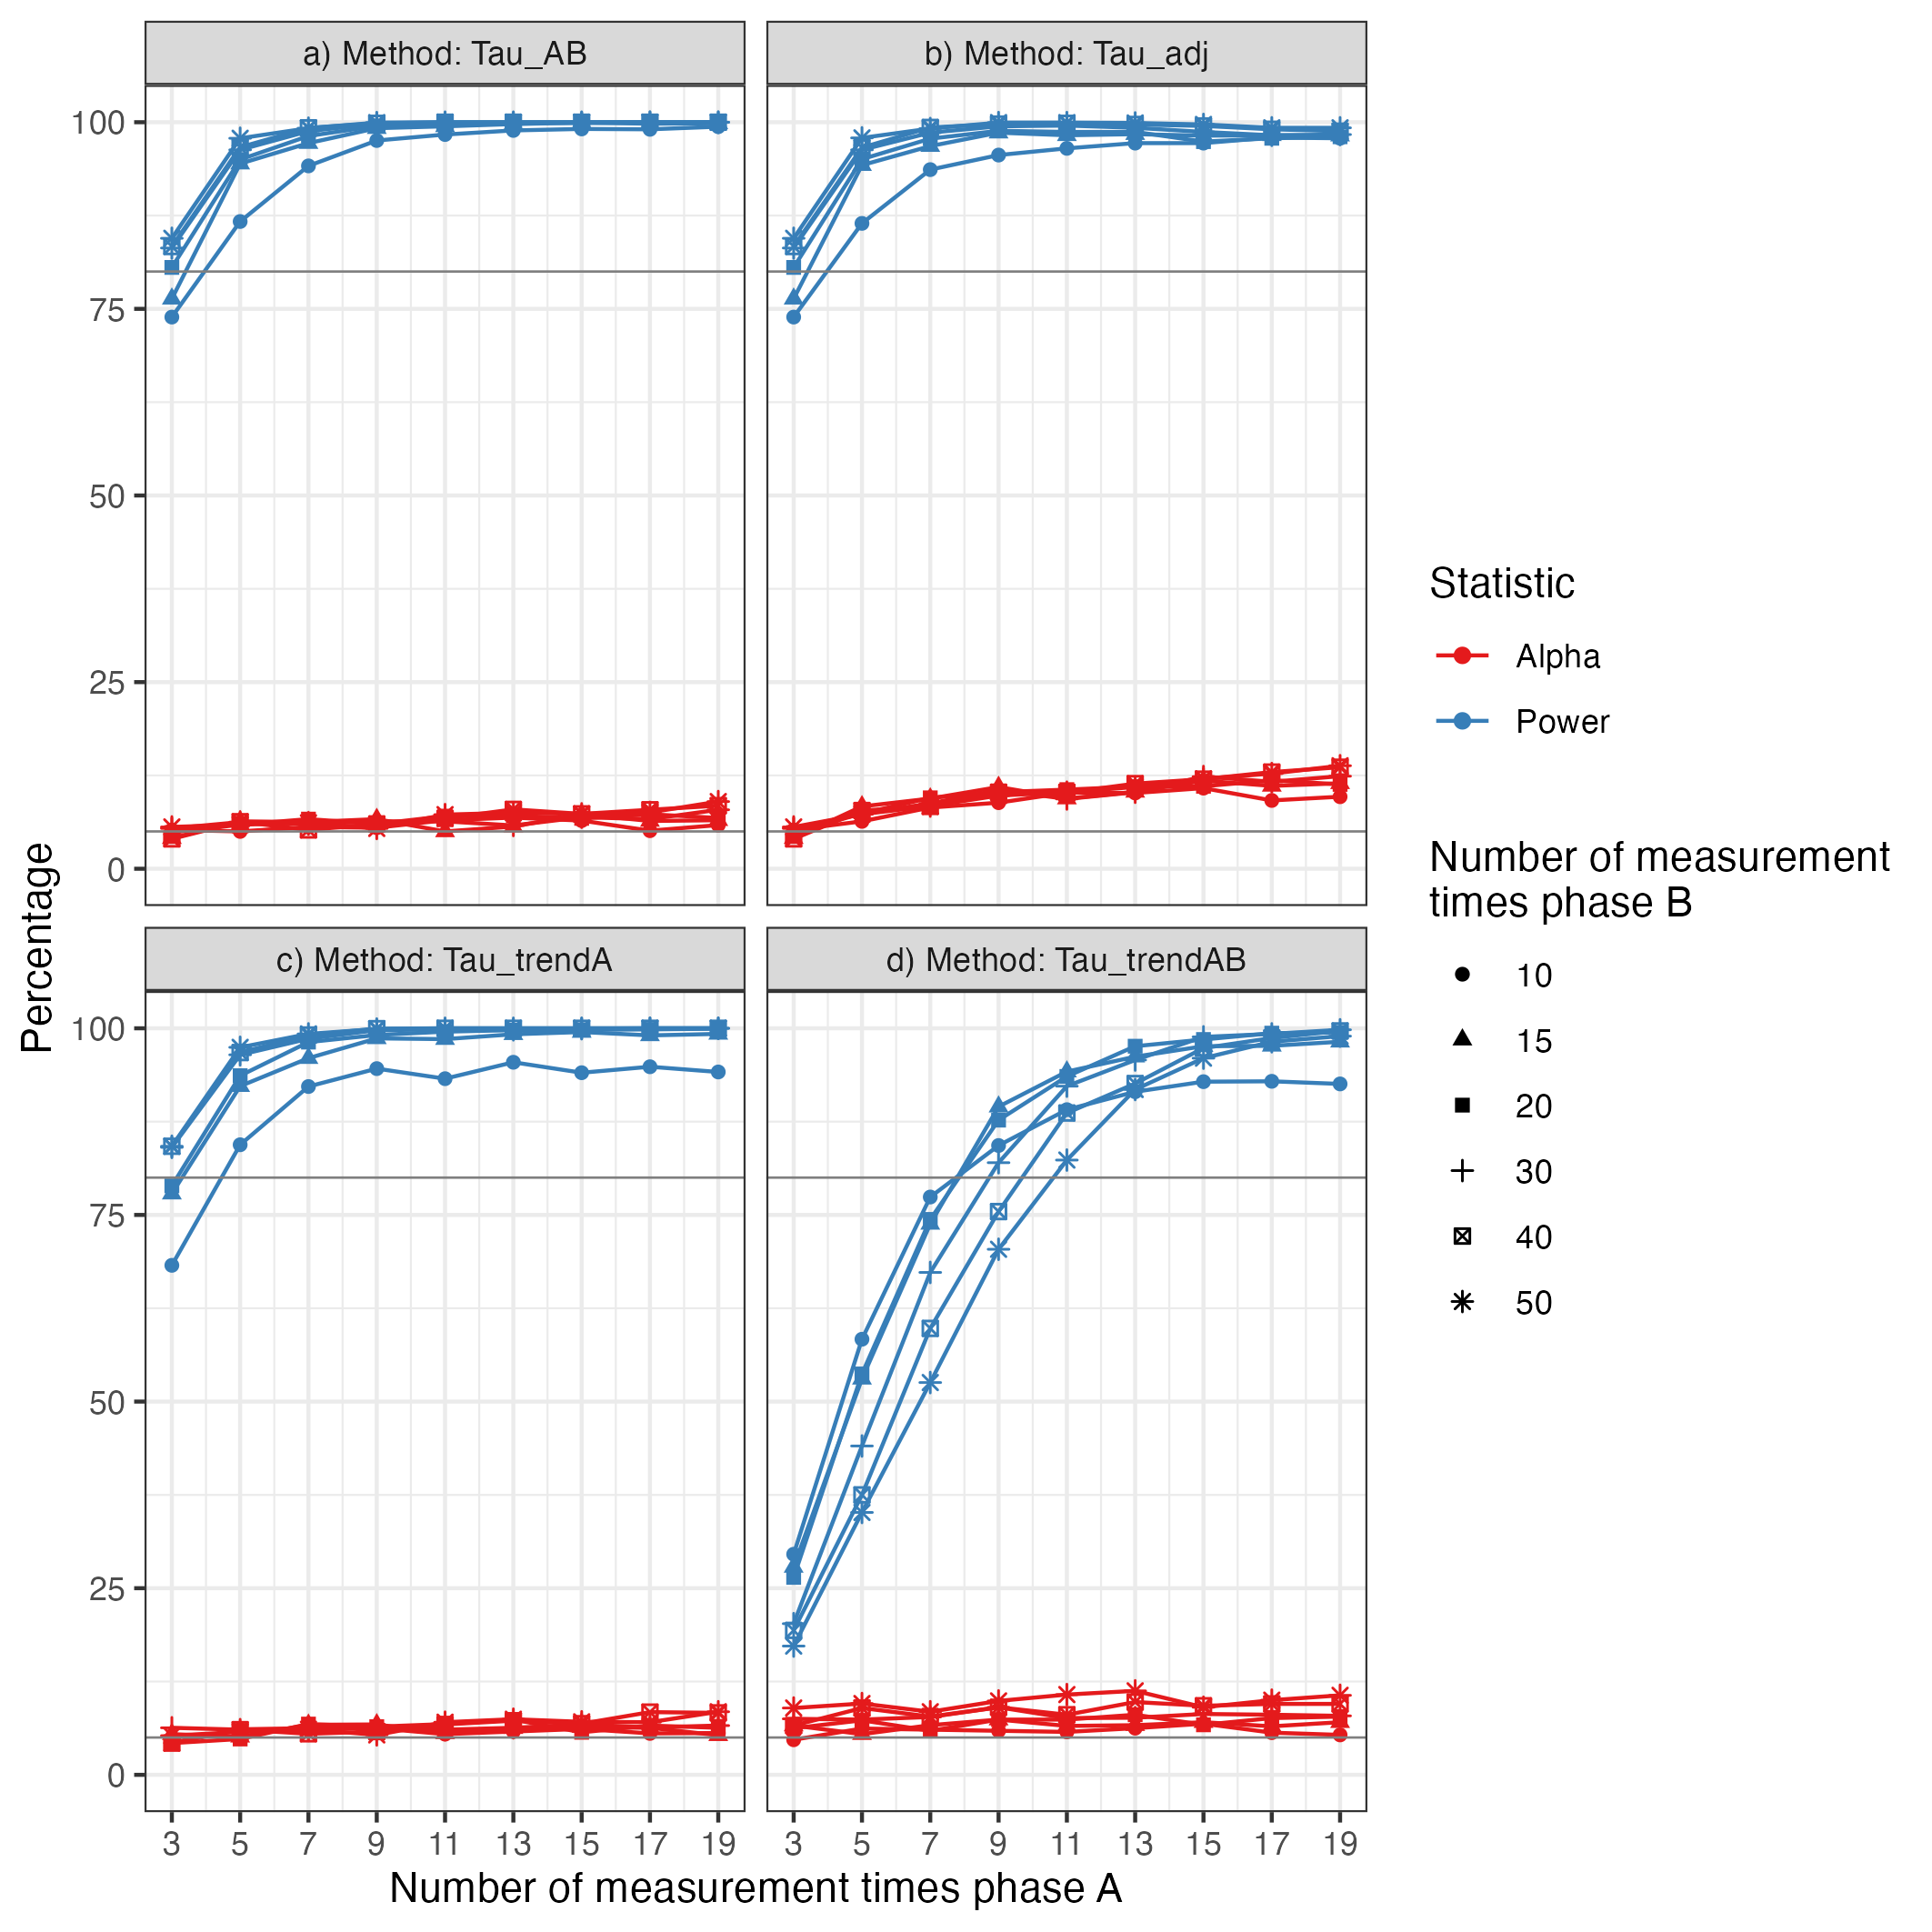 a) Method: Tau_AB
b) Method: Tau_adj
100
75
50
25
0
c) Method: Tau_trendA
d) Method: Tau_trendAB
100
75
50
25
0
3 5 7 9 11 13 15 17 19
3 5 7 9 11 13 15 17 19
Number of measurement times phase A
Percentage
Statistic
Alpha
Power
Number of measurement
times phase B
10
15
20
30
40
50